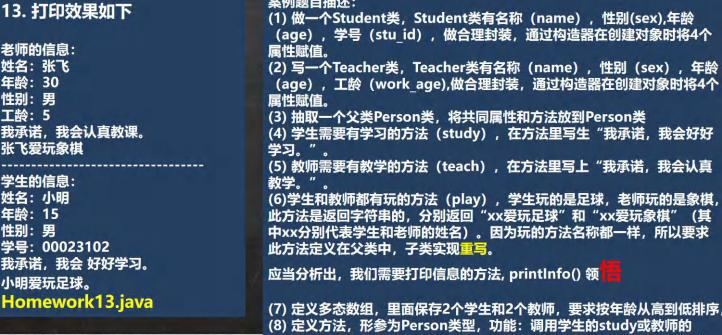 13. 打印效果如下
老师的信息：
姓名：张飞
年龄：30
性别：男
工龄：5
我承诺，我会认真教课。
张飞爱玩象棋
----------------------------------
学生的信息：
姓名：小明
年龄：15
性别：男
学号：00023102
我承诺，我会 好好学习。
小明爱玩足球。
Homework13.java
案例题目描述：
(1) 做一个Student类，Student类有名称（name），性别(sex),年龄
（age），学号（stu_id），做合理封装，通过构造器在创建对象时将4个
属性赋值。
(2) 写一个Teacher类，Teacher类有名称（name），性别（sex），年龄
（age），工龄（work_age),做合理封装，通过构造器在创建对象时将4个
属性赋值。
(3) 抽取一个父类Person类，将共同属性和方法放到Person类
(4) 学生需要有学习的方法（study），在方法里写生“我承诺，我会好好
学习。”。
(5) 教师需要有教学的方法（teach），在方法里写上“我承诺，我会认真
教学。”。
(6)学生和教师都有玩的方法（play），学生玩的是足球，老师玩的是象棋，
此方法是返回字符串的，分别返回“xx爱玩足球”和“xx爱玩象棋”（其
中xx分别代表学生和老师的姓名）。因为玩的方法名称都一样，所以要求
此方法定义在父类中，子类实现重写。
应当分析出，我们需要打印信息的方法, printInfo() 领悟
(7) 定义多态数组，里面保存2个学生和2个教师，要求按年龄从高到低排序，
(8) 定义方法，形参为Person类型，功能：调用学生的study或教师的